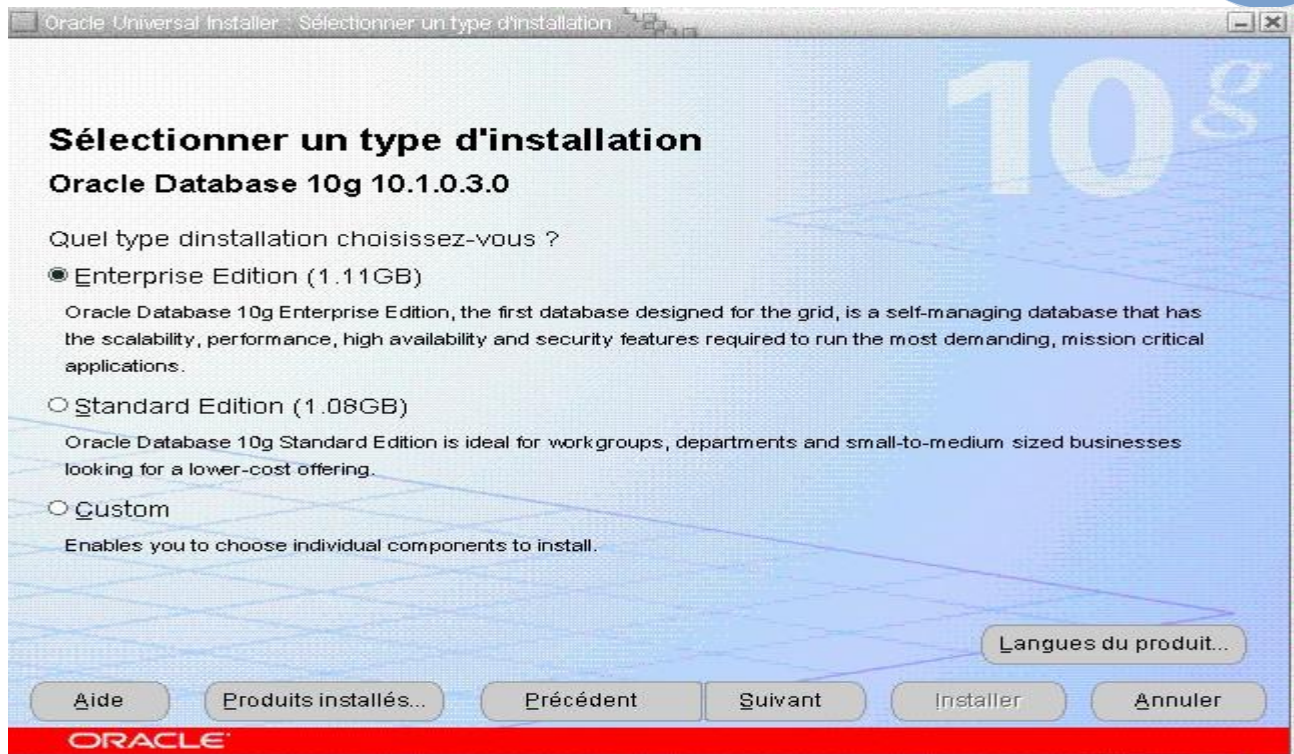 Oracle Universal Installer : Sélectionner un type d'installation
10g
Sélectionner un type d'installation
Oracle Database 10g 10.1.0.3.0
Quel type dinstallation choisissez-vous ?
Enterprise Edition (1.11GB)
Oracle Database 10g Enterprise Edition, the first database designed for the grid, is a self-managing database that has
the scalability, performance, high availability and security features required to run the most demanding, mission critical
applications.
Standard Edition (1.08GB)
Oracle Database 10g Standard Edition is ideal for workgroups, departments and small-to-medium sized businesses
looking for a lower-cost offering.
Custom
Enables you to choose individual components to install.
Langues du produit...
Aide Produits installés... Précédent Suivant Installer Annuler
ORACLE